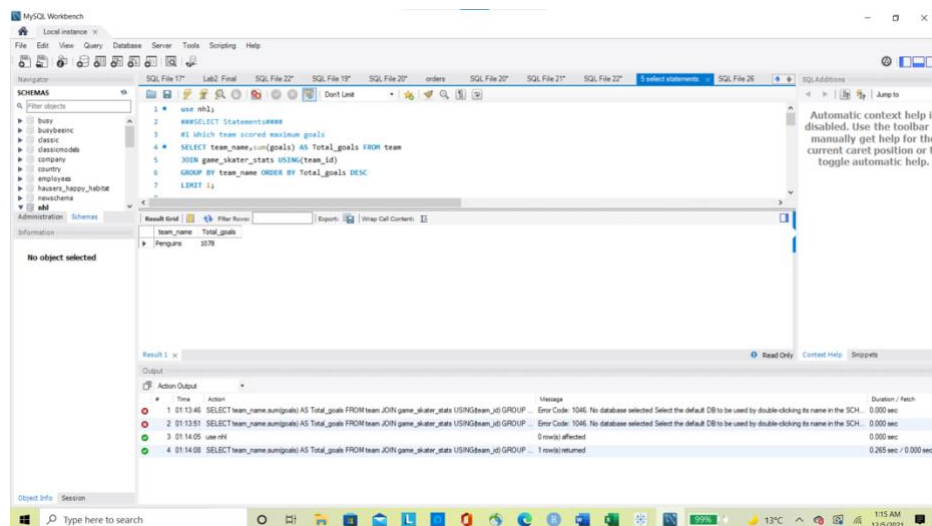 MySQL Workbench
Local instance ×
File Edit View Query Database Server Tools Scripting Help
Navigator
SCHEMAS
Filter objects
busy
busybeeinc
classic
classicmodels
company
country
employees
hausers_happy_habitat
newschema
nhl
Administration Schemas
Information
No object selected
Object Info Session
SQL File 17* Lab2 Final SQL File 22* SQL File 19* SQL File 20* orders SQL File 20* SQL File 21* SQL File 22* 5 select statements × SQL File 26
Don't Limit
1 use nhl;
2 ###SELECT Statements####
3 #1 Which team scored maximum goals
4 SELECT team_name,sum(goals) AS Total_goals FROM team
5 JOIN game_skater_stats USING(team_id)
6 GROUP BY team_name ORDER BY Total_goals DESC
7 LIMIT 1;
Result Grid Filter Rows: Export: Wrap Cell Content:
team_name Total_goals
Penguins 1078
Result 1 × Read Only
Output
Action Output
# Time Action Message Duration / Fetch
1 01:13:46 SELECT team_name,sum(goals) AS Total_goals FROM team JOIN game_skater_stats USING(team_id) GROUP ... Error Code: 1046. No database selected Select the default DB to be used by double-clicking its name in the SCH... 0.000 sec
2 01:13:51 SELECT team_name,sum(goals) AS Total_goals FROM team JOIN game_skater_stats USING(team_id) GROUP ... Error Code: 1046. No database selected Select the default DB to be used by double-clicking its name in the SCH... 0.000 sec
3 01:14:05 use nhl 0 row(s) affected 0.000 sec
4 01:14:08 SELECT team_name,sum(goals) AS Total_goals FROM team JOIN game_skater_stats USING(team_id) GROUP ... 1 row(s) returned 0.265 sec / 0.000 sec
SQLAdditions
Jump to
Automatic context help i
disabled. Use the toolbar
manually get help for the
current caret position or t
toggle automatic help.
Context Help Snippets
Type here to search
99%
13°C
1:15 AM
12/5/2021